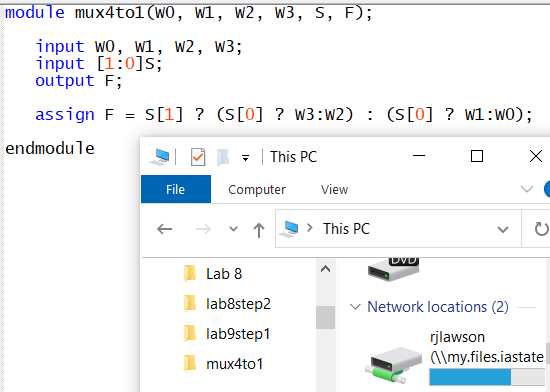 module mux4to1(W0, W1, W2, W3, S, F);
input W0, W1, W2, W3;
input [1:0]S;
output F;
assign F = S[1] ? (S[0] ? W3:W2) : (S[0] ? W1:W0);
endmodule
This PC
File Computer View
This PC
Lab 8
lab8step2
lab9step1
mux4to1
DVD
Network locations (2)
rjlawson
(\\my.files.iastate